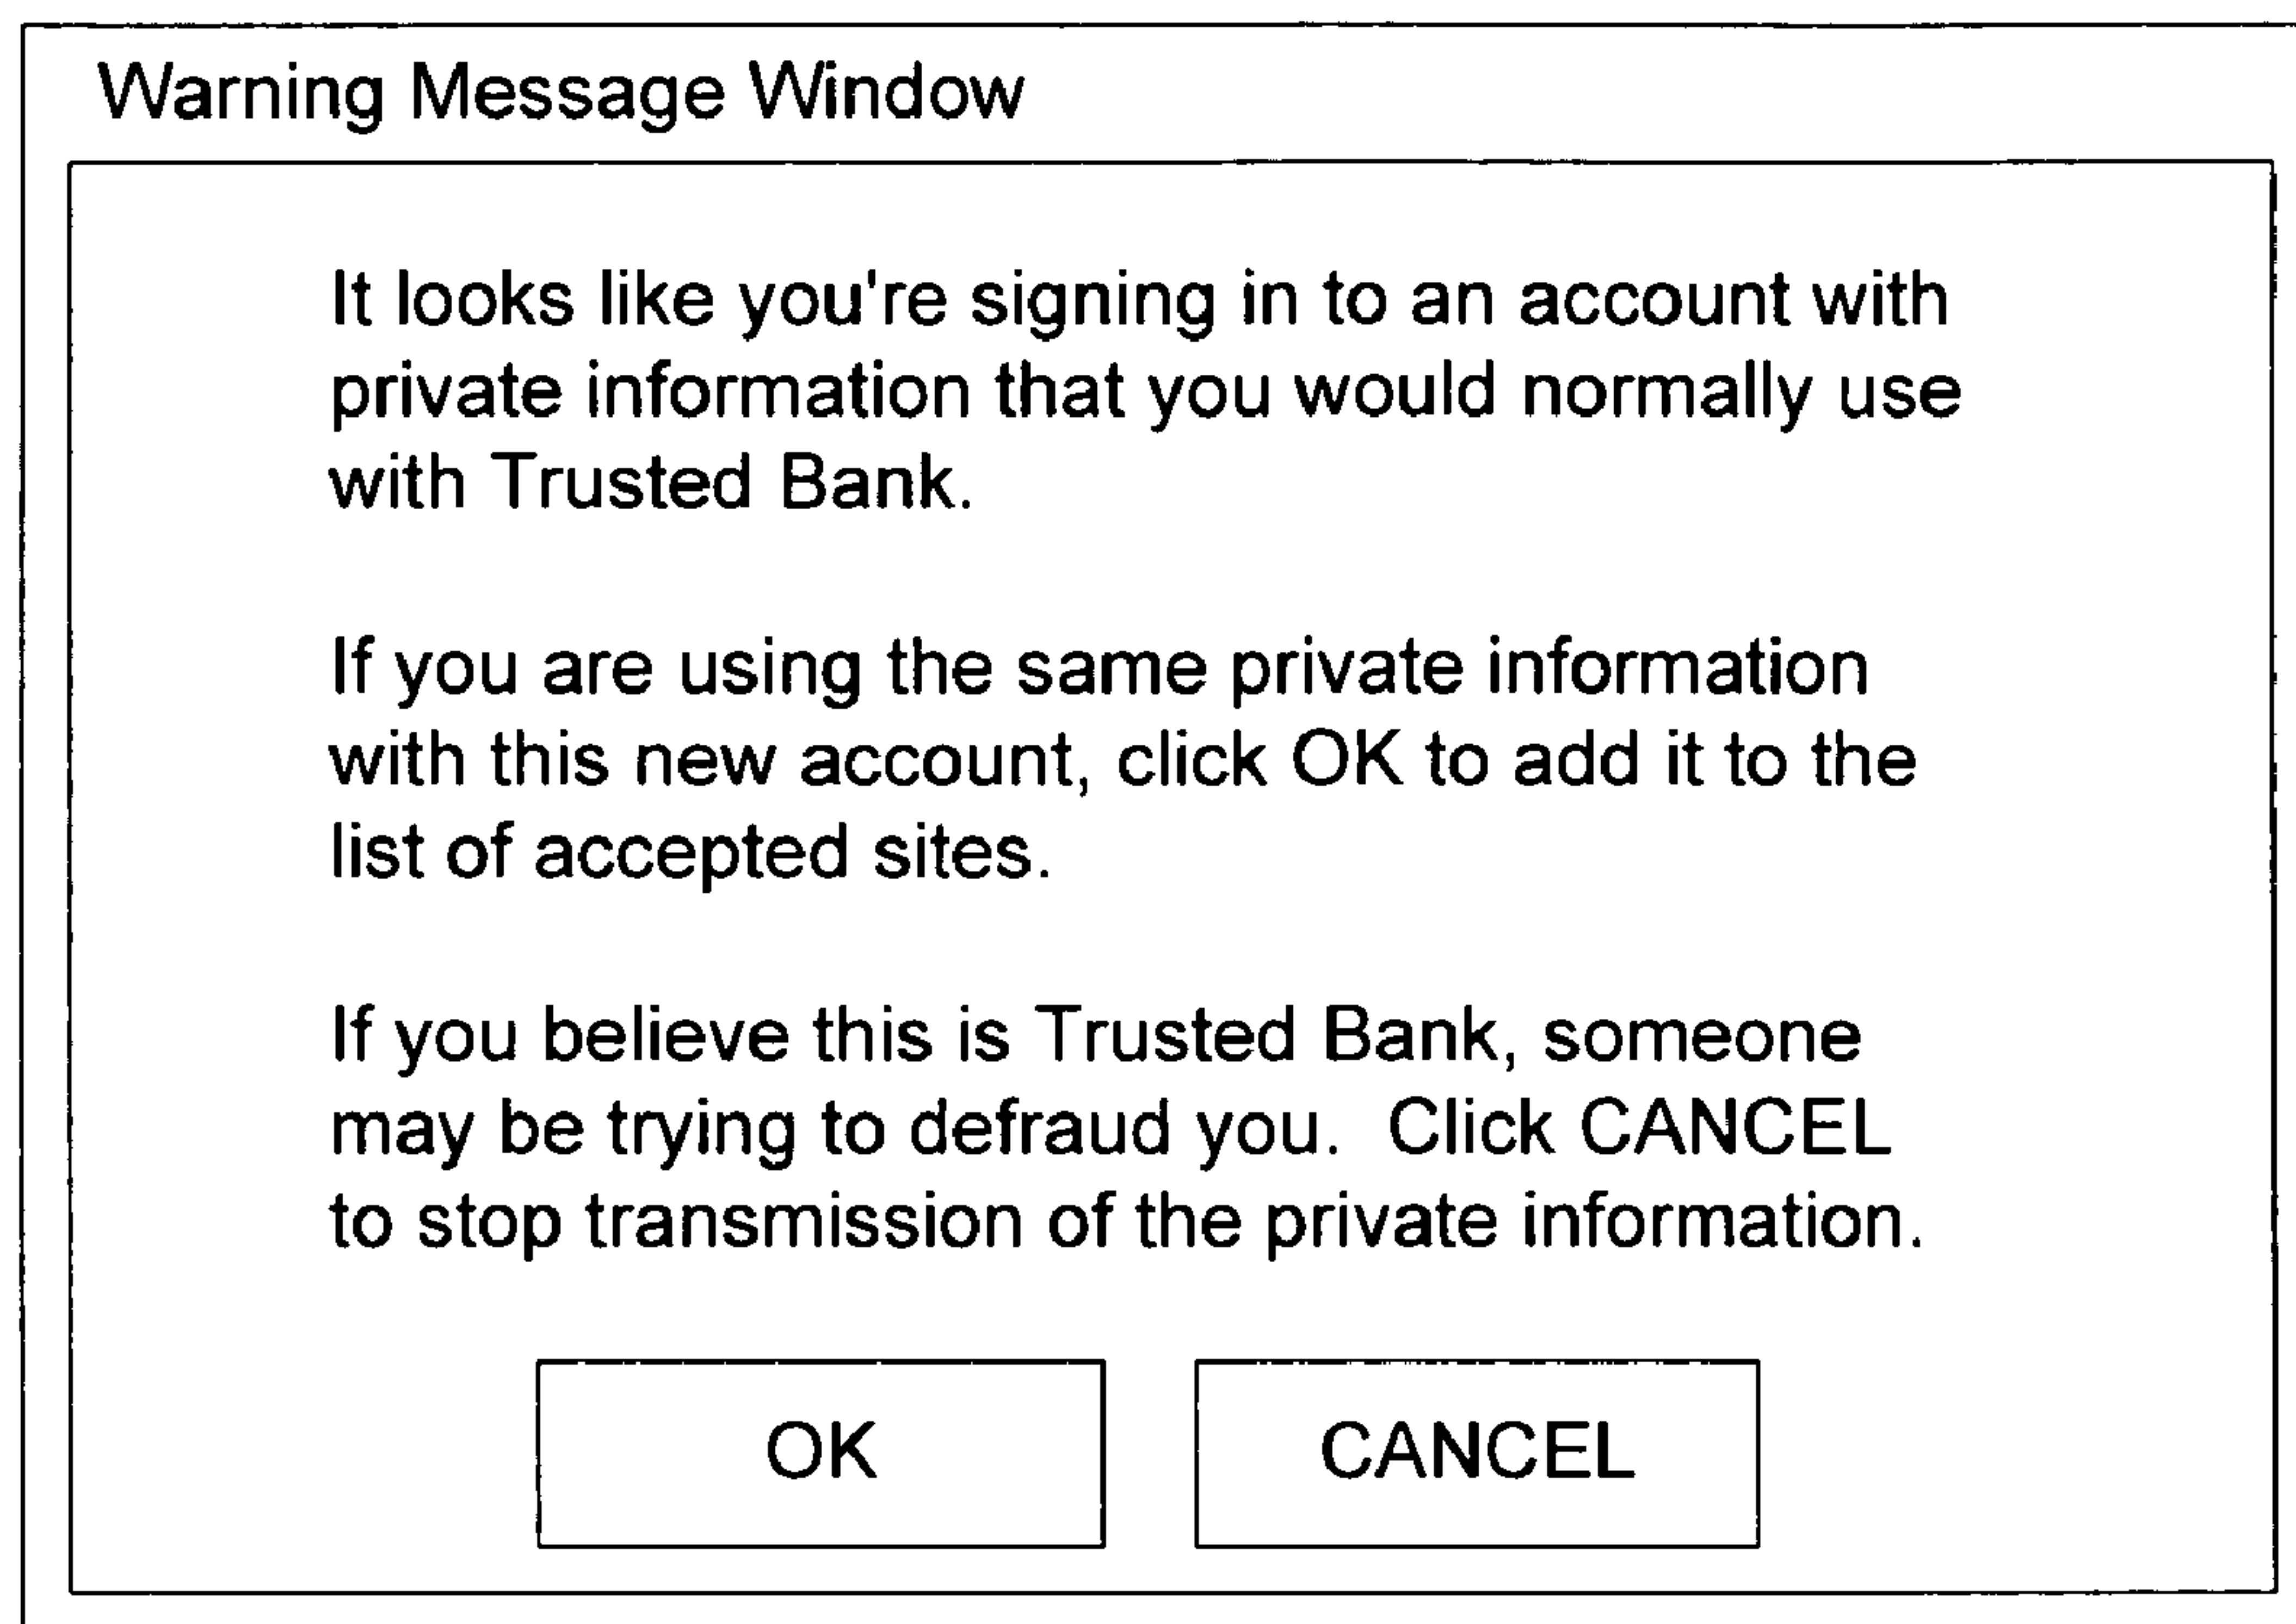 Warning Message Window
It looks like you're signing in to an account with
private information that you would normally use
with Trusted Bank.
If you are using the same private information
with this new account, click OK to add it to the
list of accepted sites.
If you believe this is Trusted Bank, someone
may be trying to defraud you.  Click CANCEL
to stop transmission of the private information.
OK
CANCEL